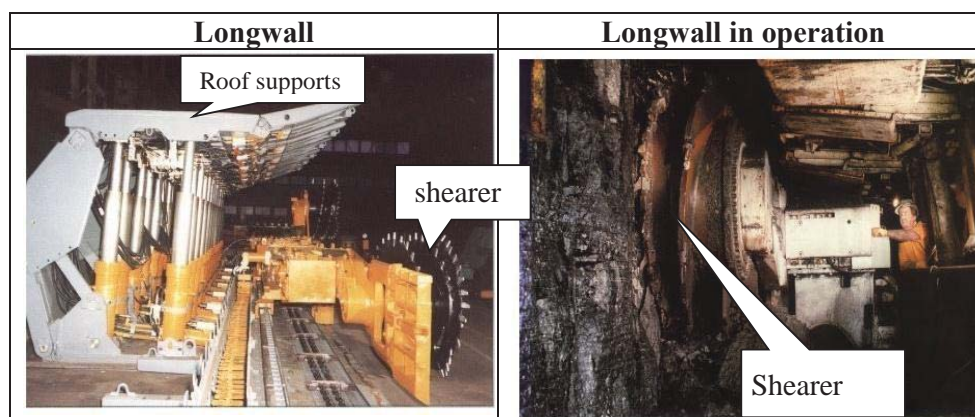 Longwall
Longwall in operation
Roof supports
shearer
Shearer